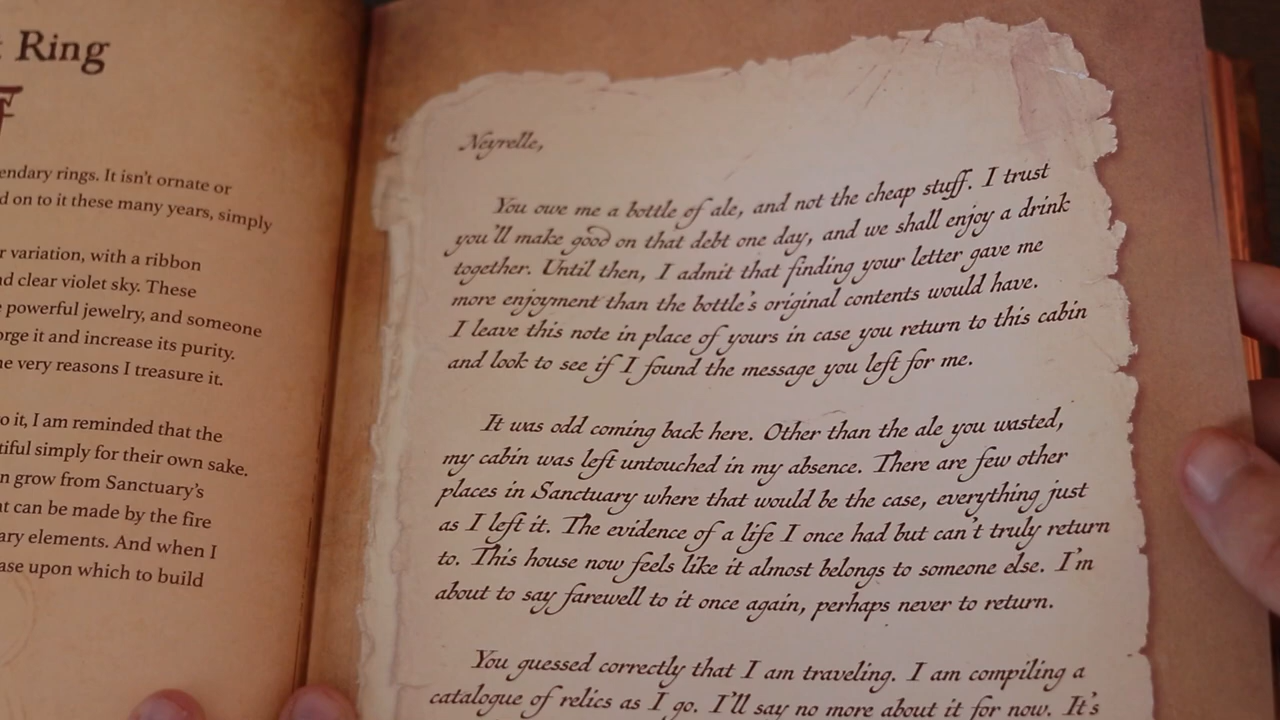 Ring
endary rings. It isn't ornate or
d on to it these many years, simply
r variation, with a ribbon
nd clear violet sky. These
powerful jewelry, and someone
orge it and increase its purity.
he very reasons I treasure it.
o it, I am reminded that the
tiful simply for their own sake.
n grow from Sanctuary's
at can be made by the fire
ary elements. And when I
ase upon which to build
Neyrelle,
You owe me a bottle of ale, and not the cheap stuff. I trust
you'll make good on that debt one day, and we shall enjoy a drink
together. Until then, I admit that finding your letter gave me
more enjoyment than the bottle's original contents would have.
I leave this note in place of yours in case you return to this cabin
and look to see if I found the message you left for me.
It was odd coming back here. Other than the ale you wasted,
my cabin was left untouched in my absence. There are few other
places in Sanctuary where that would be the case, everything just
as I left it. The evidence of a life I once had but can't truly return
to. This house now feels like it almost belongs to someone else. I'm
about to say farewell to it once again, perhaps never to return.
You guessed correctly that I am traveling. I am compiling a
catalogue of relics as I go. I'll say no more about it for now. It's